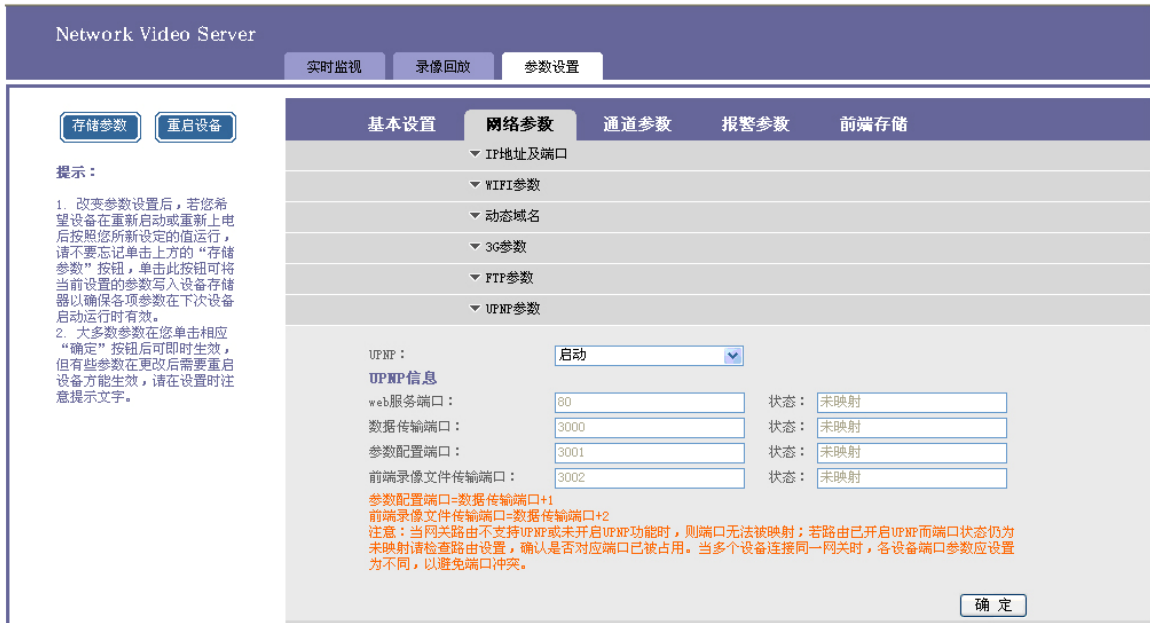 Network Video Server
实时监视 录像回放 参数设置
存储参数 重启设备
提示：
1. 改变参数设置后，若您希
望设备在重新启动或重新上电
后按照您所新设定的值运行，
请不要忘记单击上方的“存储
参数”按钮，单击此按钮可将
当前设置的参数写入设备存储
器以确保各项参数在下次设备
启动运行时有效。
2. 大多数参数在您单击相应
“确定”按钮后可即时生效，
但有些参数在更改后需要重启
设备方能生效，请在设置时注
意提示文字。
基本设置 网络参数 通道参数 报警参数 前端存储
IP地址及端口
WIFI参数
动态域名
3G参数
FTP参数
UPNP参数
UPNP： 启动
UPNP信息
web服务端口： 80 状态： 未映射
数据传输端口： 3000 状态： 未映射
参数配置端口： 3001 状态： 未映射
前端录像文件传输端口： 3002 状态： 未映射
参数配置端口=数据传输端口+1
前端录像文件传输端口=数据传输端口+2
注意：当网关路由不支持UPNP或未开启UPNP功能时，则端口无法被映射；若路由已开启UPNP而端口状态仍为
未映射请检查路由设置，确认是否对应端口已被占用。当多个设备连接同一网关时，各设备端口参数应设置
为不同，以避免端口冲突。
确 定